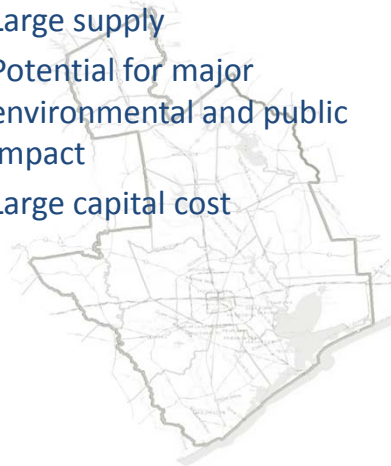 Large supply
Potential for major
environmental and public
impact
Large capital cost